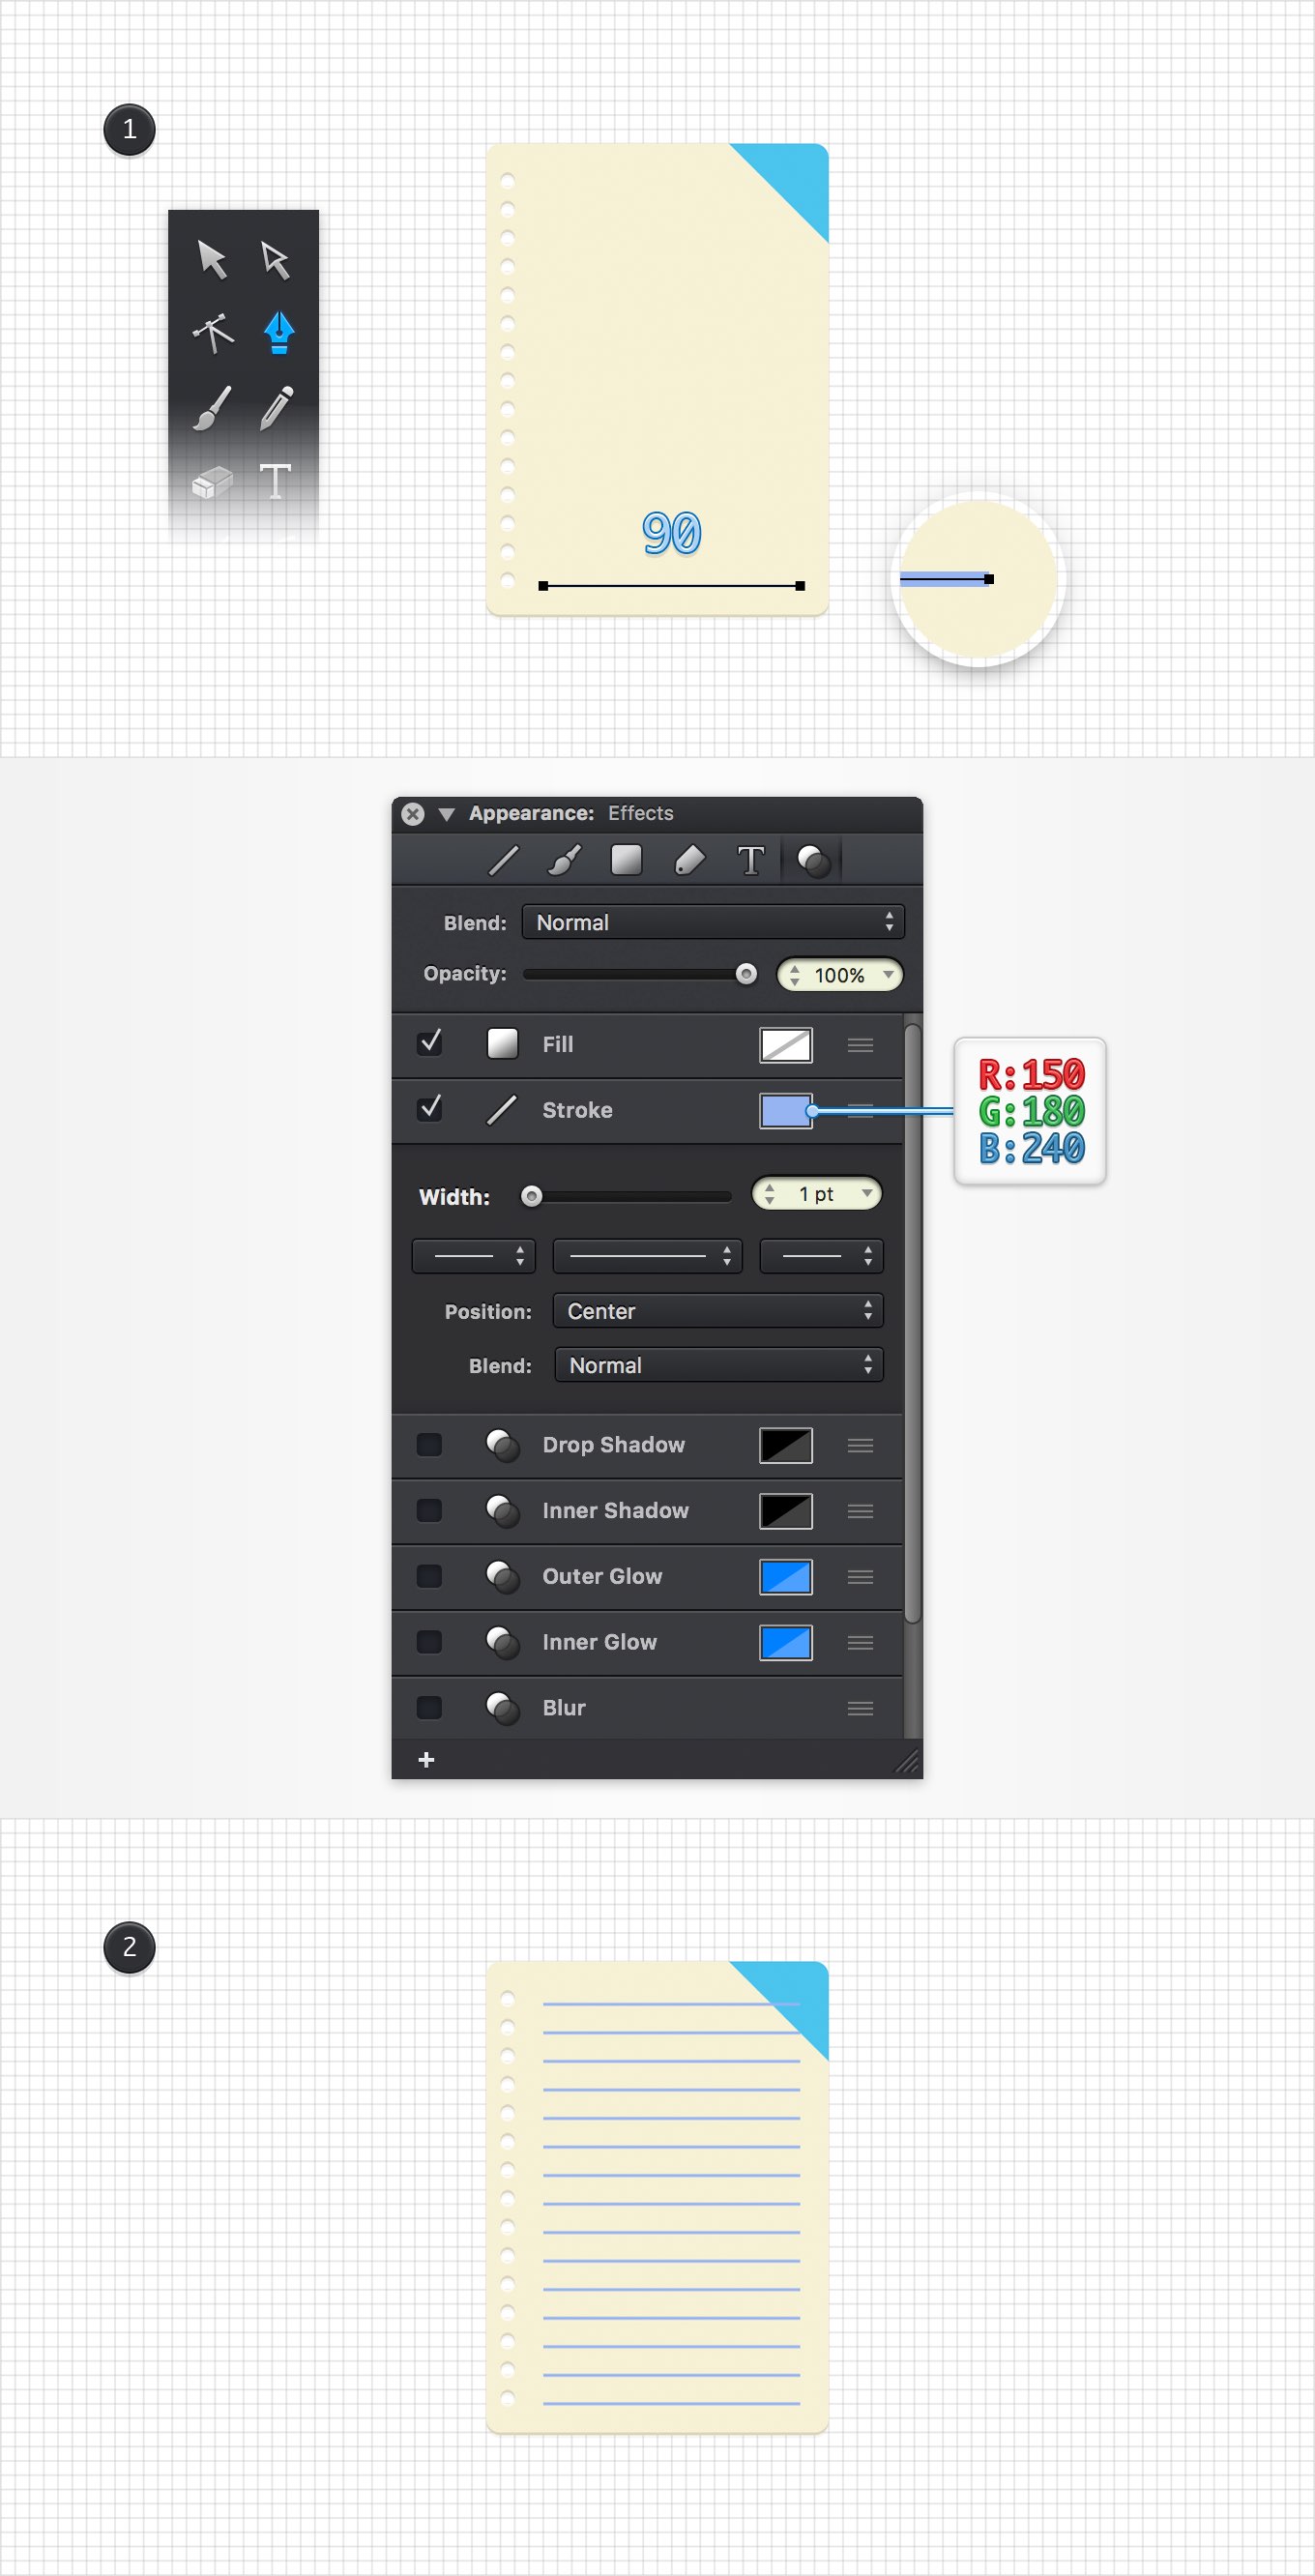 1
T
90
Appearance: Effects
T
Blend: Normal
Opacity: 100%
Fill
Stroke
R:150
G:180
B:240
Width: 1 pt
Position: Center
Blend: Normal
Drop Shadow
Inner Shadow
Outer Glow
Inner Glow
Blur
+
2